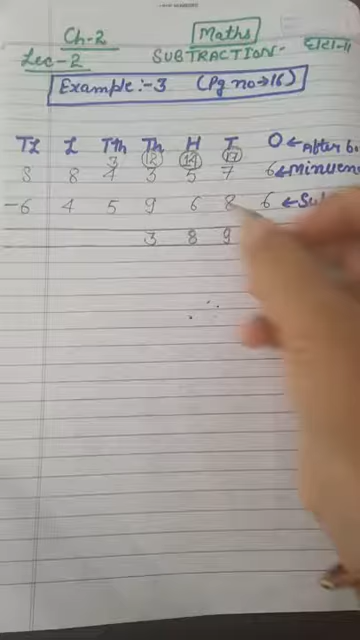 Ch-2 Maths
Lec-2 SUBTRACTION- घटाना
Example:-3 (Pg no→16)
TL L TTh Th H T O ←After bo
3 12 14 17
8 8 4 3 5 7 6 ←Minuen
-6 4 5 9 6 8 6 ←Su
3 8 9